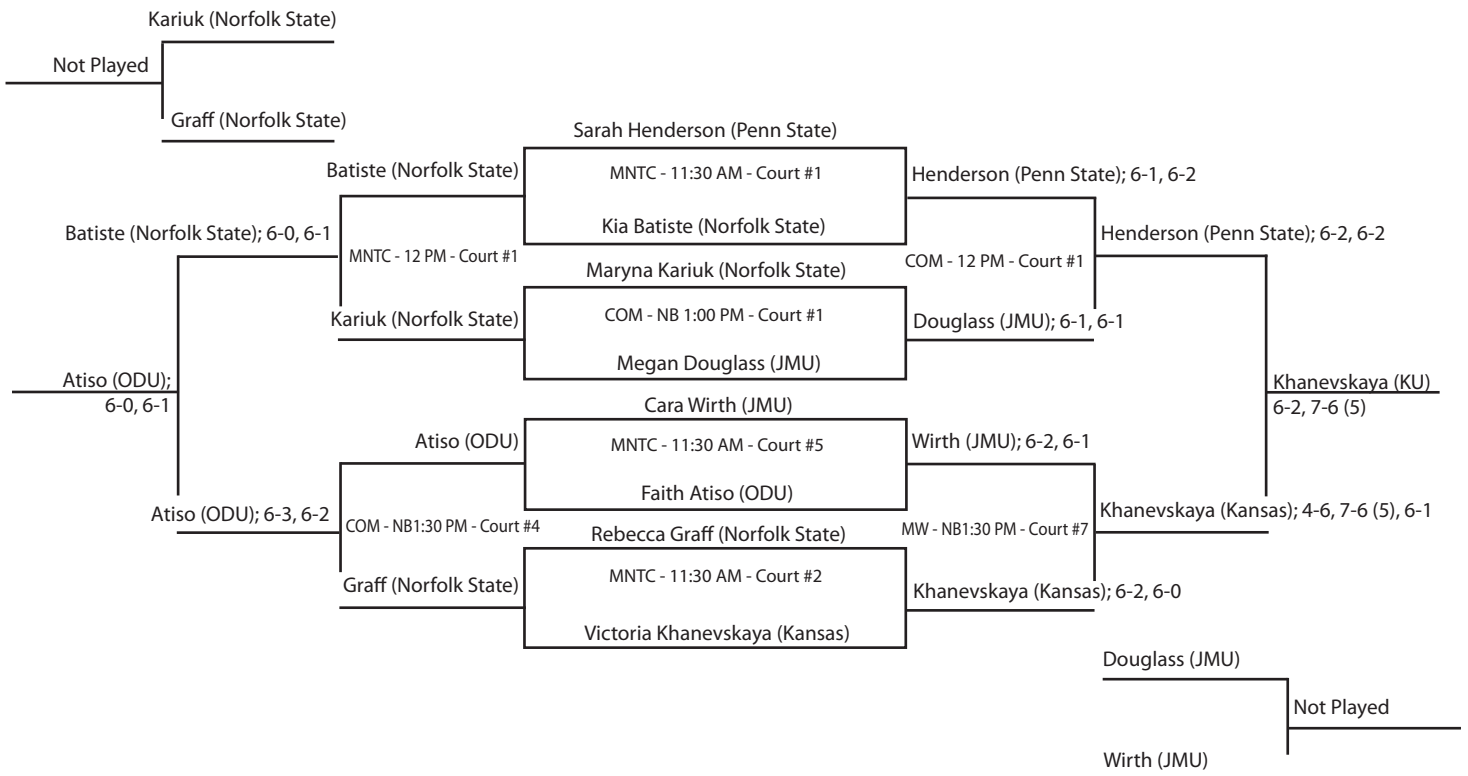 Kariuk (Norfolk State)
Not Played
Graff (Norfolk State)
Sarah Henderson (Penn State)
Batiste (Norfolk State)
MNTC - 11:30 AM - Court #1
Henderson (Penn State); 6-1, 6-2
Kia Batiste (Norfolk State)
Batiste (Norfolk State); 6-0, 6-1
Henderson (Penn State); 6-2, 6-2
MNTC - 12 PM - Court #1
COM - 12 PM - Court #1
Maryna Kariuk (Norfolk State)
Kariuk (Norfolk State)
COM - NB 1:00 PM - Court #1
Douglass (JMU); 6-1, 6-1
Megan Douglass (JMU)
Atiso (ODU);
6-0, 6-1
Khanevskaya (KU)
6-2, 7-6 (5)
Cara Wirth (JMU)
Atiso (ODU)
MNTC - 11:30 AM - Court #5
Wirth (JMU); 6-2, 6-1
Faith Atiso (ODU)
Atiso (ODU); 6-3, 6-2
Khanevskaya (Kansas); 4-6, 7-6 (5), 6-1
COM - NB1:30 PM - Court #4
MW - NB1:30 PM - Court #7
Rebecca Graff (Norfolk State)
Graff (Norfolk State)
MNTC - 11:30 AM - Court #2
Khanevskaya (Kansas); 6-2, 6-0
Victoria Khanevskaya (Kansas)
Douglass (JMU)
Not Played
Wirth (JMU)